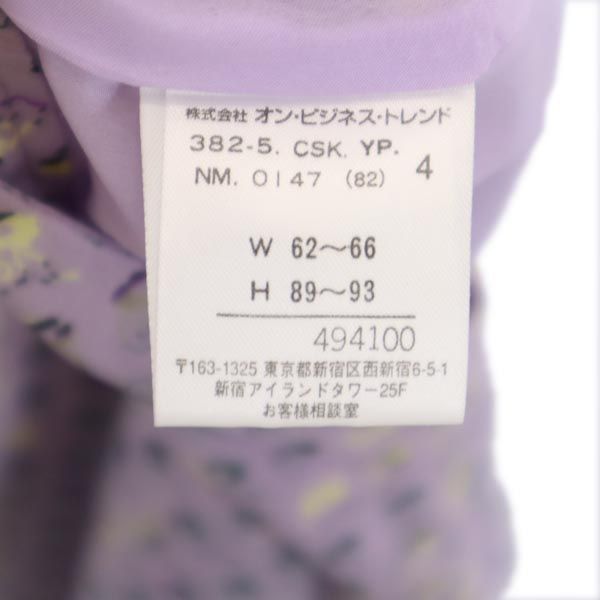 株式会社 オン・ビジネス・トレンド
382-5. CSK. YP.
NM. 0147 (82) 4
W 62～66
H 89～93
494100
〒163-1325 東京都新宿区西新宿6-5-1
新宿アイランドタワー25F
お客様相談室